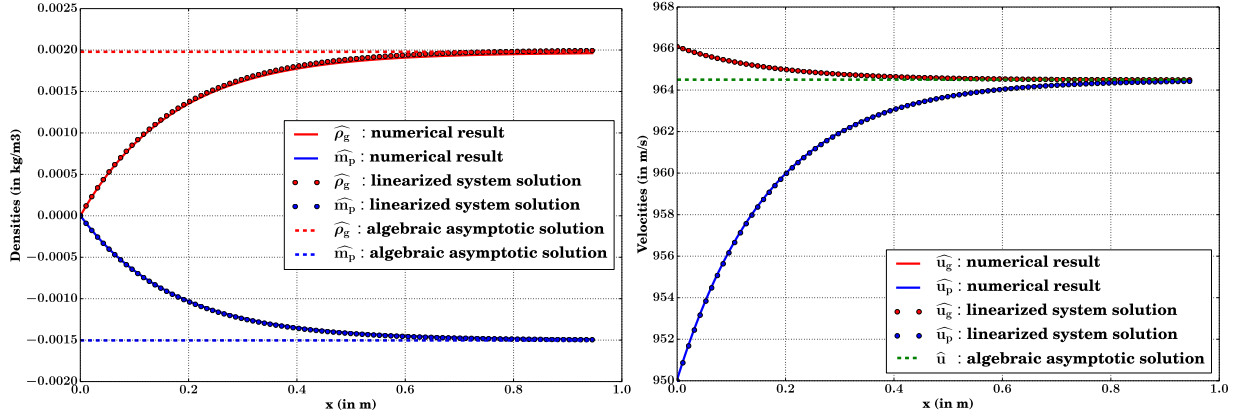 0.0020
0.0015
0.0010
0.0005
0.0000
−0.0005
−0.0010
−0.0015
−0.0020
Densities (in kg/m3)
0.0 0.2 0.4 0.6 0.8 1.0
x (in m)
ρ̂g : numerical result
m̂p : numerical result
ρ̂g : linearized system solution
m̂p : linearized system solution
ρ̂g : algebraic asymptotic solution
m̂p : algebraic asymptotic solution
968
966
964
962
960
958
956
954
952
950
Velocities (in m/s)
0.0 0.2 0.4 0.6 0.8 1.0
x (in m)
ûg : numerical result
ûp : numerical result
ûg : linearized system solution
ûp : linearized system solution
û : algebraic asymptotic solution